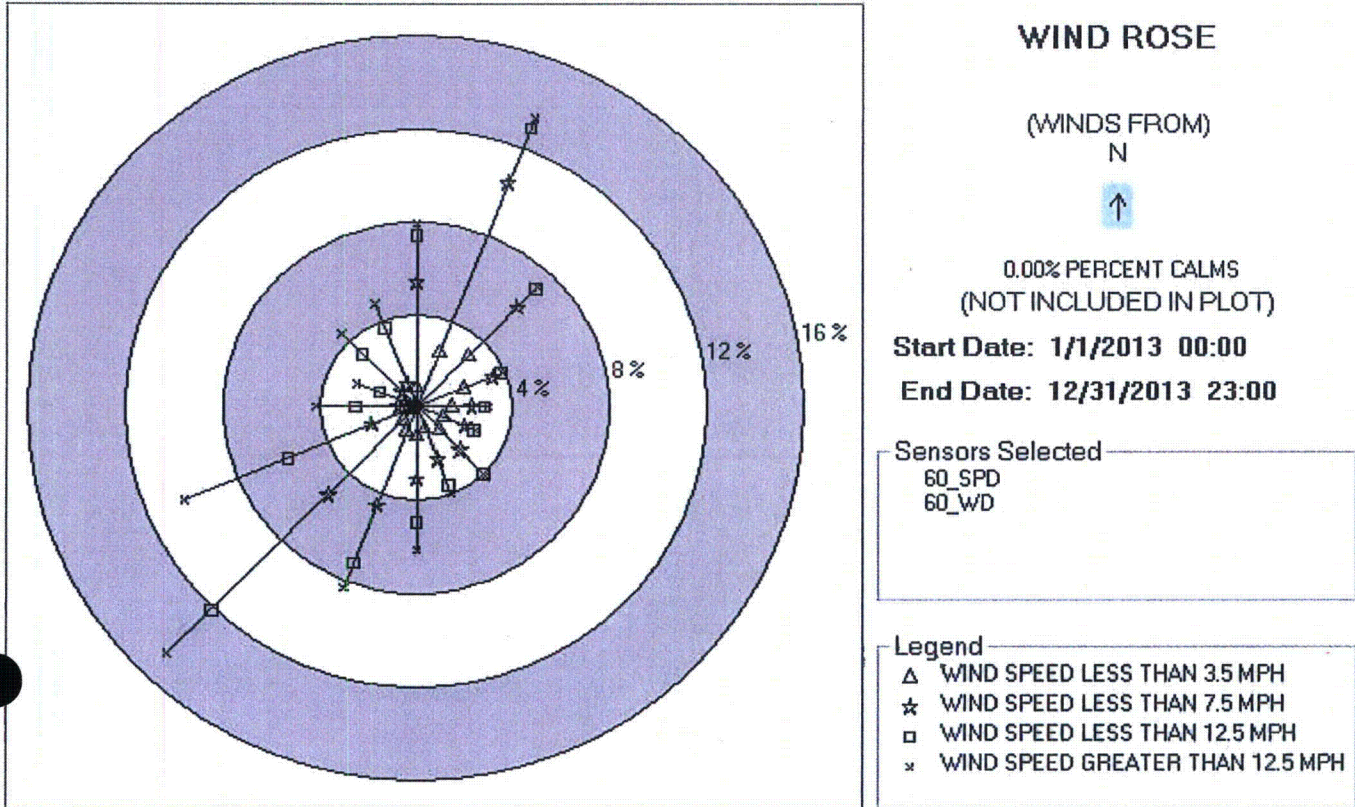 WIND ROSE
(WINDS FROM)
N
0.00% PERCENT CALMS
(NOT INCLUDED IN PLOT)
Start Date: 1/1/2013 00:00
End Date: 12/31/2013 23:00
Sensors Selected
60_SPD
60_WD
Legend
WIND SPEED LESS THAN 3.5 MPH
WIND SPEED LESS THAN 7.5 MPH
WIND SPEED LESS THAN 12.5 MPH
WIND SPEED GREATER THAN 12.5 MPH
4%
8%
12%
16%